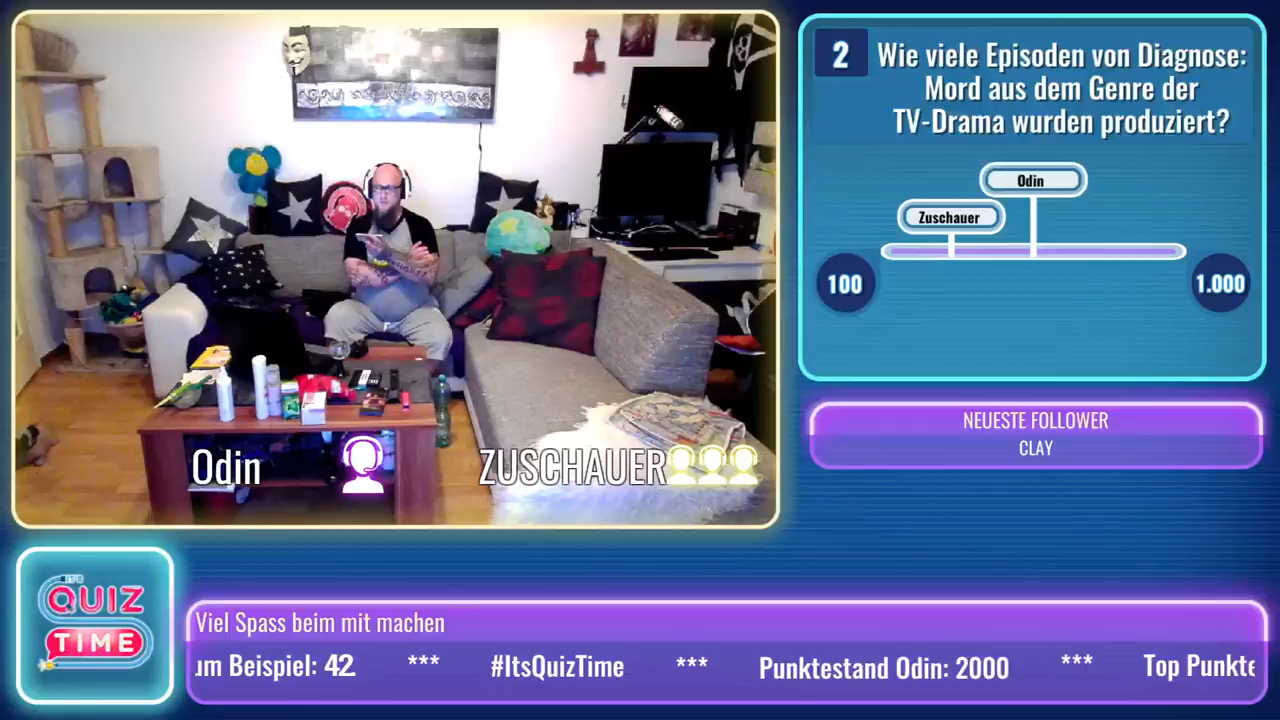 2
Wie viele Episoden von Diagnose:
Mord aus dem Genre der
TV-Drama wurden produziert?
Odin
Zuschauer
100
1.000
NEUESTE FOLLOWER
CLAY
Odin
ZUSCHAUER
IT'S
QUIZ
TIME
Viel Spass beim mit machen
um Beispiel: 42 *** #ItsQuizTime *** Punktestand Odin: 2000 *** Top Punkte